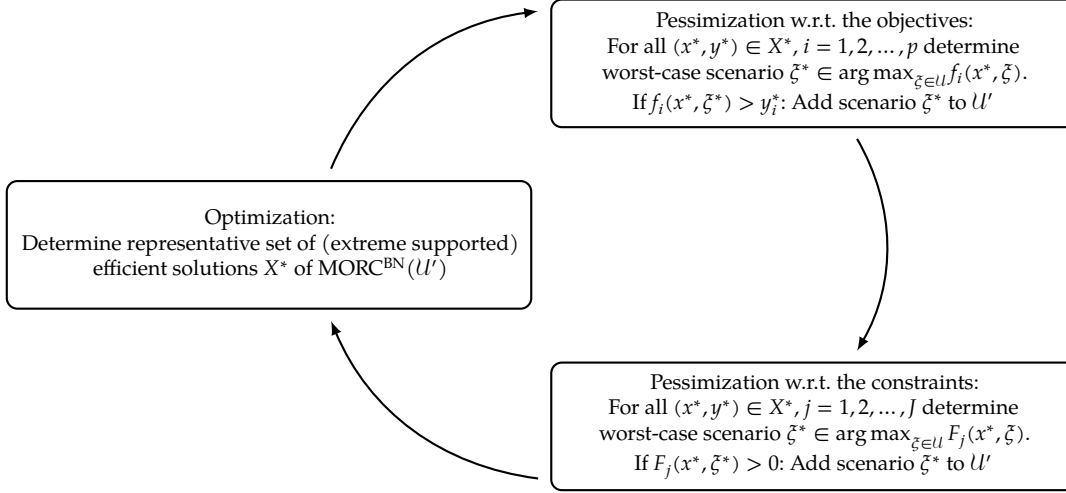 Pessimization w.r.t. the objectives:
For all (x*, y*) ∈ X*, i = 1, 2, ..., p determine
worst-case scenario ξ* ∈ arg max_{ξ∈𝒰} f_i(x*, ξ).
If f_i(x*, ξ*) > y_i*: Add scenario ξ* to 𝒰′
Optimization:
Determine representative set of (extreme supported)
efficient solutions X* of MORC^{BN}(𝒰′)
Pessimization w.r.t. the constraints:
For all (x*, y*) ∈ X*, j = 1, 2, ..., J determine
worst-case scenario ξ* ∈ arg max_{ξ∈𝒰} F_j(x*, ξ).
If F_j(x*, ξ*) > 0: Add scenario ξ* to 𝒰′